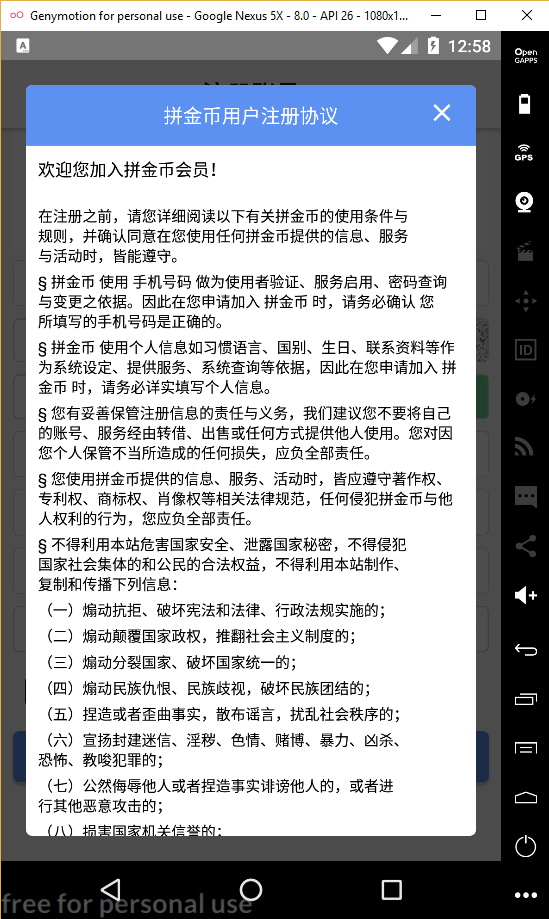 Genymotion for personal use - Google Nexus 5X - 8.0 - API 26 - 1080x1...
A
12:58
Open
GAPPS
拼金币用户注册协议
欢迎您加入拼金币会员！
GPS
在注册之前，请您详细阅读以下有关拼金币的使用条件与
规则，并确认同意在您使用任何拼金币提供的信息、服务
与活动时，皆能遵守。
§ 拼金币 使用 手机号码 做为使用者验证、服务启用、密码查询
与变更之依据。因此在您申请加入 拼金币 时，请务必确认 您
所填写的手机号码是正确的。
§ 拼金币 使用个人信息如习惯语言、国别、生日、联系资料等作
为系统设定、提供服务、系统查询等依据，因此在您申请加入 拼
金币 时，请务必详实填写个人信息。
ID
§ 您有妥善保管注册信息的责任与义务，我们建议您不要将自己
的账号、服务经由转借、出售或任何方式提供他人使用。您对因
您个人保管不当所造成的任何损失，应负全部责任。
§ 您使用拼金币提供的信息、服务、活动时，皆应遵守著作权、
专利权、商标权、肖像权等相关法律规范，任何侵犯拼金币与他
人权利的行为，您应负全部责任。
§ 不得利用本站危害国家安全、泄露国家秘密，不得侵犯
国家社会集体的和公民的合法权益，不得利用本站制作、
复制和传播下列信息：
（一）煽动抗拒、破坏宪法和法律、行政法规实施的；
（二）煽动颠覆国家政权，推翻社会主义制度的；
（三）煽动分裂国家、破坏国家统一的；
（四）煽动民族仇恨、民族歧视，破坏民族团结的；
（五）捏造或者歪曲事实，散布谣言，扰乱社会秩序的；
（六）宣扬封建迷信、淫秽、色情、赌博、暴力、凶杀、
恐怖、教唆犯罪的；
（七）公然侮辱他人或者捏造事实诽谤他人的，或者进
行其他恶意攻击的；
（八）损害国家机关信誉的；
free for personal use